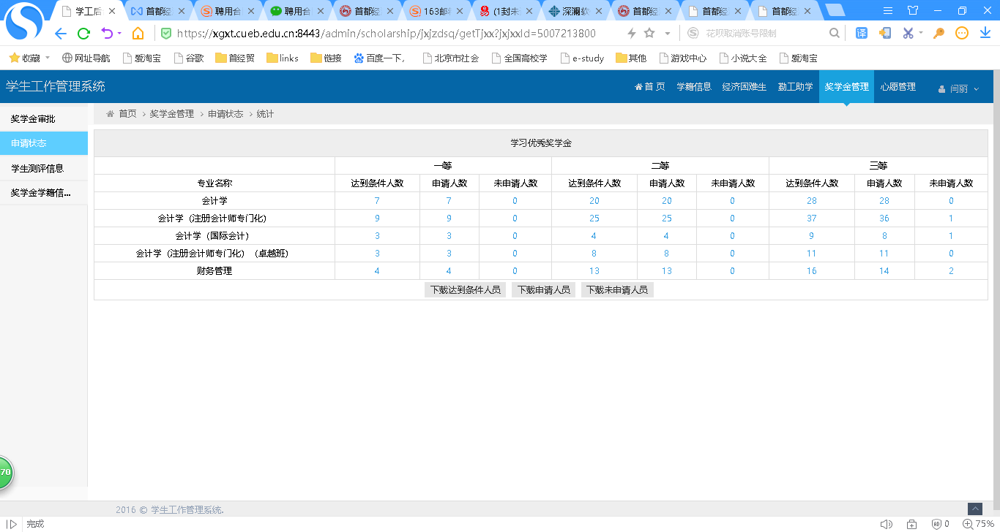 学工后
首都经
聘用合
聘用合
首都经
163邮
(1封未
深澜软
首都经
首都经
首都经
https://xgxt.cueb.edu.cn:8443/admin/scholarship/jxjzdsq/getTjxx?jxjxxId=5007213800
花呗取消账号限制
译
收藏 网址导航 爱淘宝 谷歌 首经贸 links 链接 百度一下, 北京市社会 全国高校学 e-study 其他 游戏中心 小说大全 爱淘宝
学生工作管理系统
首 页 学籍信息 经济困难生 勤工助学 奖学金管理 心愿管理 闫丽
奖学金审批
申请状态
学生测评信息
奖学金学籍信...
首页 > 奖学金管理 > 申请状态 > 统计
学习优秀奖学金
一等 二等 三等
专业名称 达到条件人数 申请人数 未申请人数 达到条件人数 申请人数 未申请人数 达到条件人数 申请人数 未申请人数
会计学 7 7 0 20 20 0 28 28 0
会计学（注册会计师专门化） 9 9 0 25 25 0 37 36 1
会计学（国际会计） 3 3 0 4 4 0 9 8 1
会计学（注册会计师专门化）（卓越班） 3 3 0 8 8 0 11 11 0
财务管理 4 4 0 13 13 0 16 14 2
下载达到条件人员 下载申请人员 下载未申请人员
70
2016 © 学生工作管理系统.
完成
0
75%